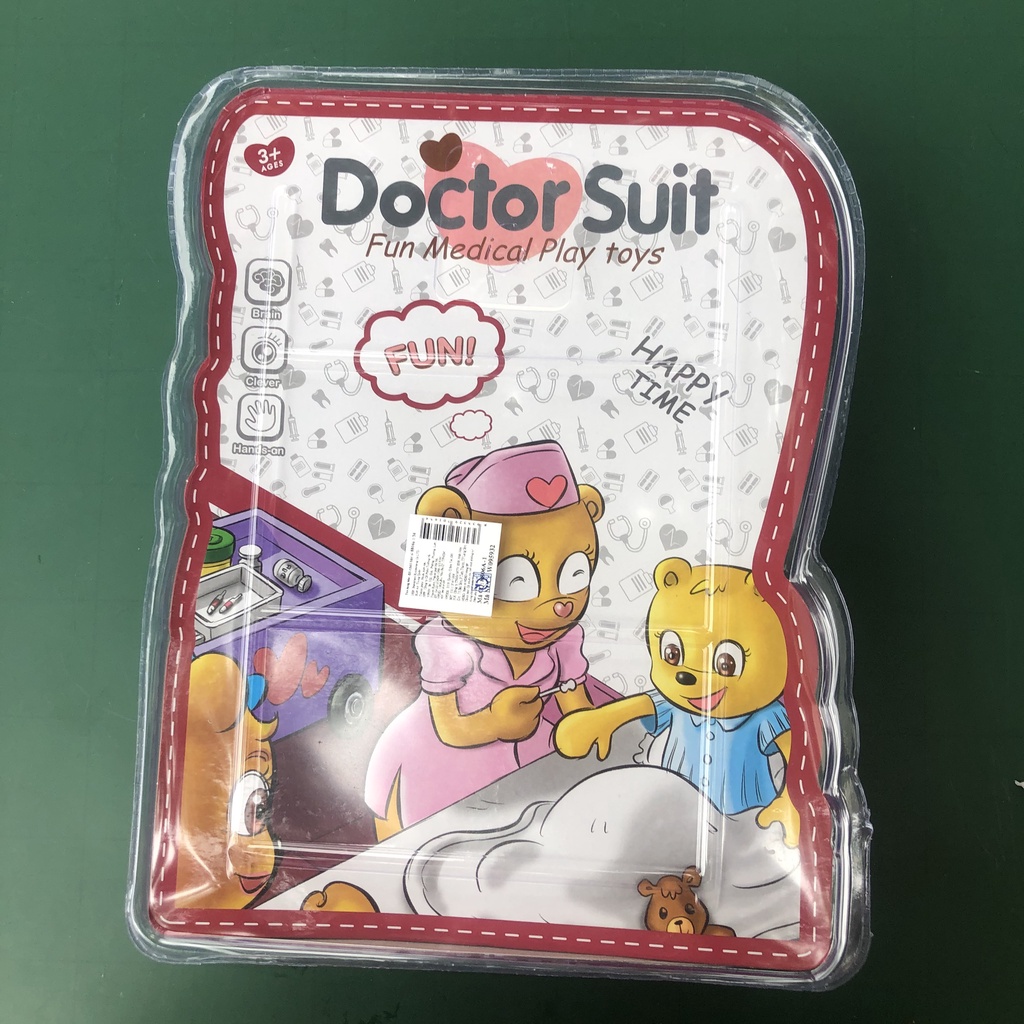 3+
AGES
Doctor Suit
Fun Medical Play toys
Brain
Clever
Hands-on
FUN!
HAPPY
TIME